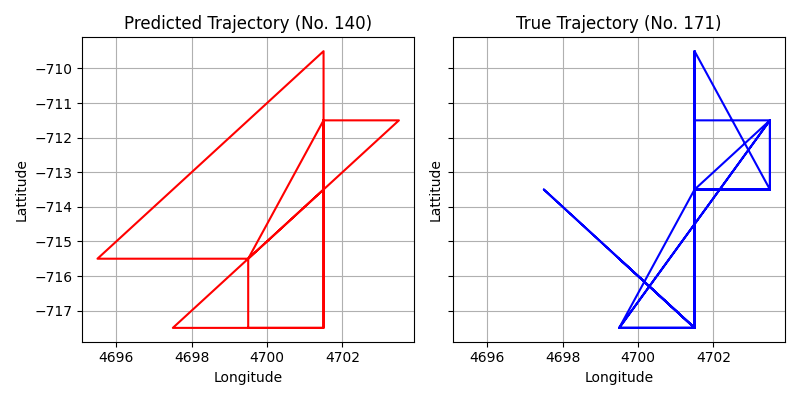 Predicted Trajectory (No. 140)
True Trajectory (No. 171)
Lattitude
−710
−711
−712
−713
−714
−715
−716
−717
4696
4698
4700
4702
Longitude
Lattitude
4696
4698
4700
4702
Longitude